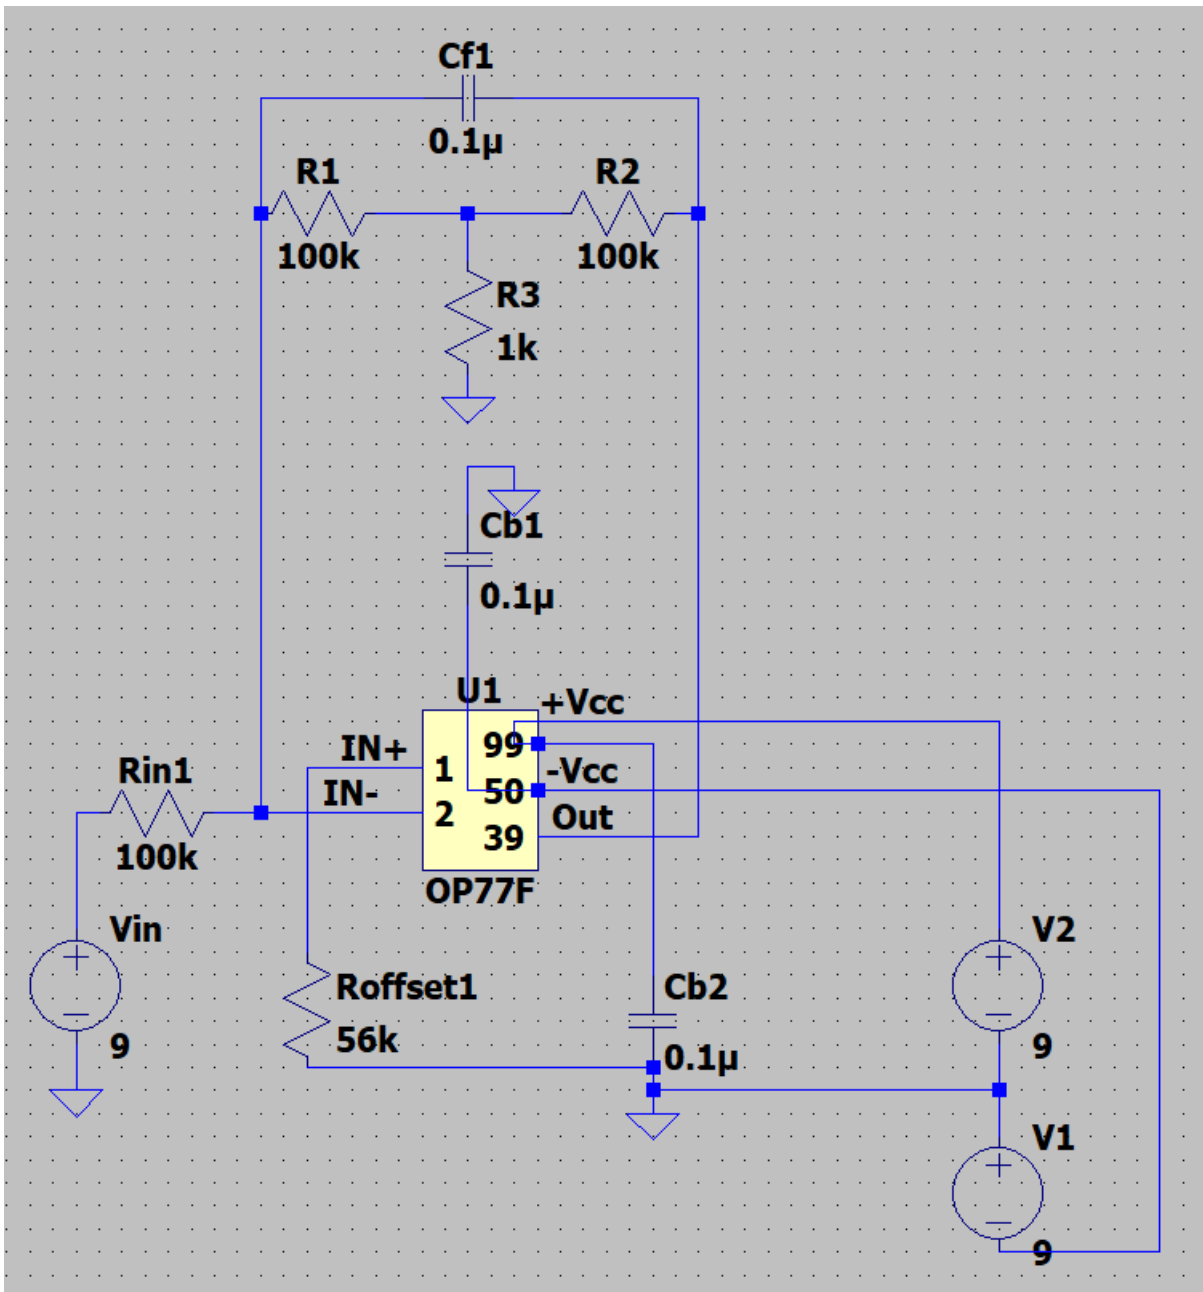 Cf1
0.1µ
R1
R2
100k
100k
R3
1k
Cb1
0.1µ
U1
+Vcc
99
IN+
1
-Vcc
50
IN-
2
Out
39
OP77F
Rin1
100k
Vin
9
Roffset1
56k
Cb2
0.1µ
V2
9
V1
9